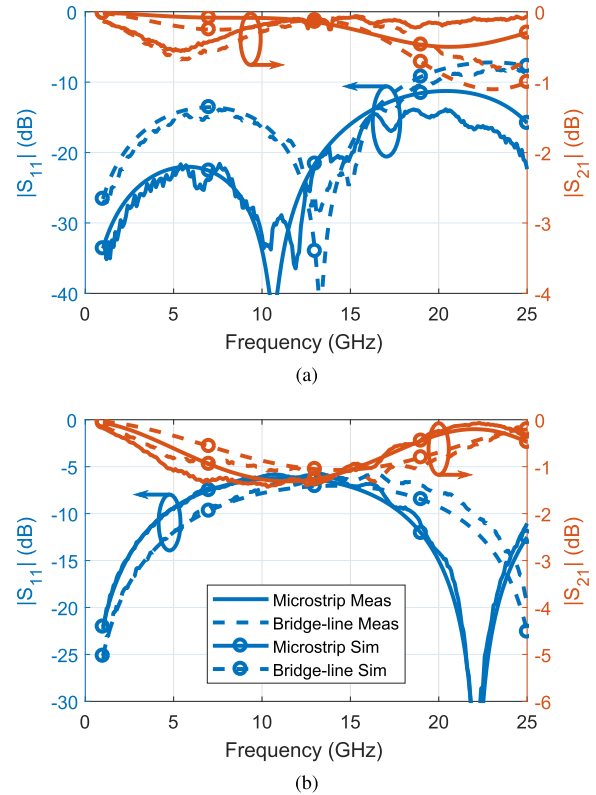 0
-10
-20
-30
-40
|S11| (dB)
0
-1
-2
-3
-4
|S21| (dB)
0 5 10 15 20 25
Frequency (GHz)
(a)
0
-5
-10
-15
-20
-25
-30
|S11| (dB)
0
-1
-2
-3
-4
-5
-6
|S21| (dB)
Microstrip Meas
Bridge-line Meas
Microstrip Sim
Bridge-line Sim
0 5 10 15 20 25
Frequency (GHz)
(b)